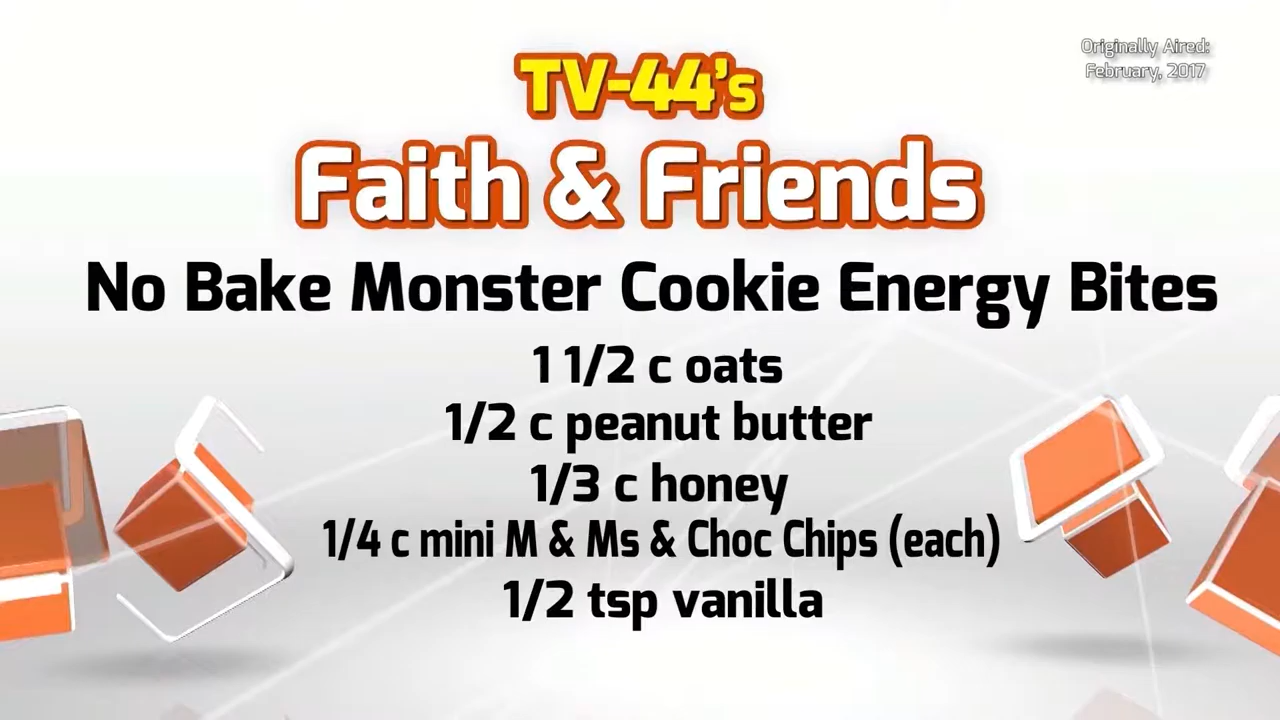 Originally Aired:
February, 2017
TV-44's
Faith & Friends
No Bake Monster Cookie Energy Bites
1 1/2 c oats
1/2 c peanut butter
1/3 c honey
1/4 c mini M & Ms & Choc Chips (each)
1/2 tsp vanilla